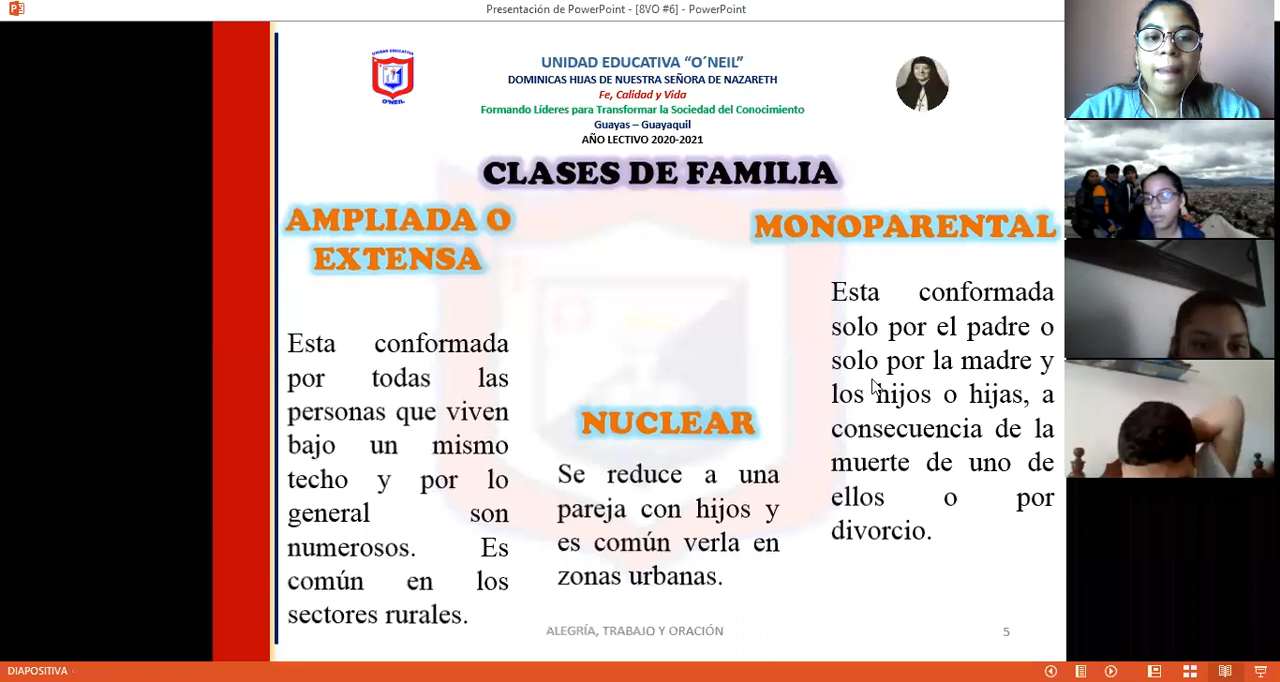 Presentación de PowerPoint - [8VO #6] - PowerPoint
UNIDAD EDUCATIVA
O´NEIL
UNIDAD EDUCATIVA “O´NEIL”
DOMINICAS HIJAS DE NUESTRA SEÑORA DE NAZARETH
Fe, Calidad y Vida
Formando Líderes para Transformar la Sociedad del Conocimiento
Guayas – Guayaquil
AÑO LECTIVO 2020-2021
CLASES DE FAMILIA
AMPLIADA O
EXTENSA
Esta conformada
por todas las
personas que viven
bajo un mismo
techo y por lo
general son
numerosos. Es
común en los
sectores rurales.
NUCLEAR
Se reduce a una
pareja con hijos y
es común verla en
zonas urbanas.
MONOPARENTAL
Esta conformada
solo por el padre o
solo por la madre y
los hijos o hijas, a
consecuencia de la
muerte de uno de
ellos o por
divorcio.
ALEGRÍA, TRABAJO Y ORACIÓN
5
DIAPOSITIVA